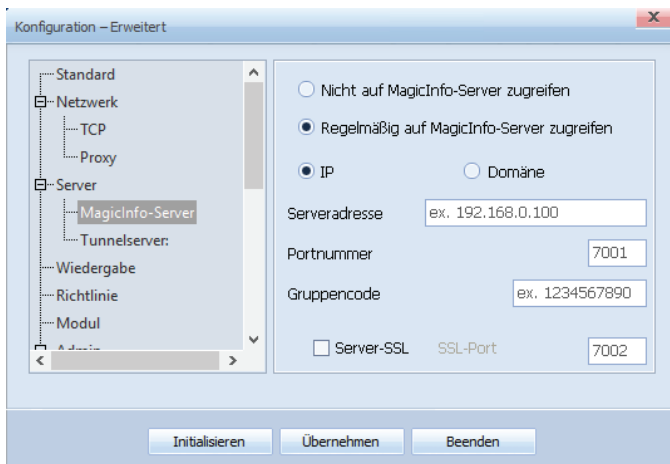 Konfiguration – Erweitert
x
Standard
Netzwerk
TCP
Proxy
Server
MagicInfo-Server
Tunnelserver:
Wiedergabe
Richtlinie
Modul
Admin
Nicht auf MagicInfo-Server zugreifen
Regelmäßig auf MagicInfo-Server zugreifen
IP Domäne
Serveradresse ex. 192.168.0.100
Portnummer 7001
Gruppencode ex. 1234567890
Server-SSL SSL-Port 7002
Initialisieren Übernehmen Beenden